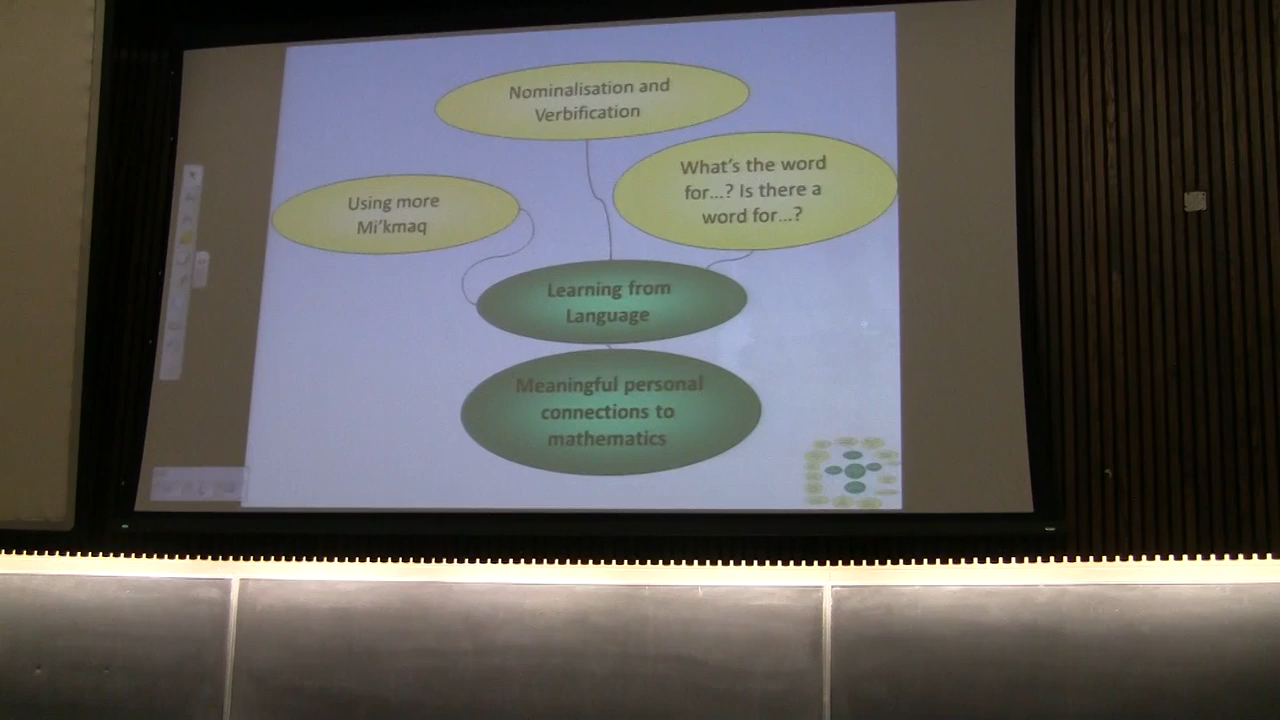 Nominalisation and
Verbification
What's the word
for...? Is there a
word for...?
Using more
Mi'kmaq
Learning from
Language
Meaningful personal
connections to
mathematics